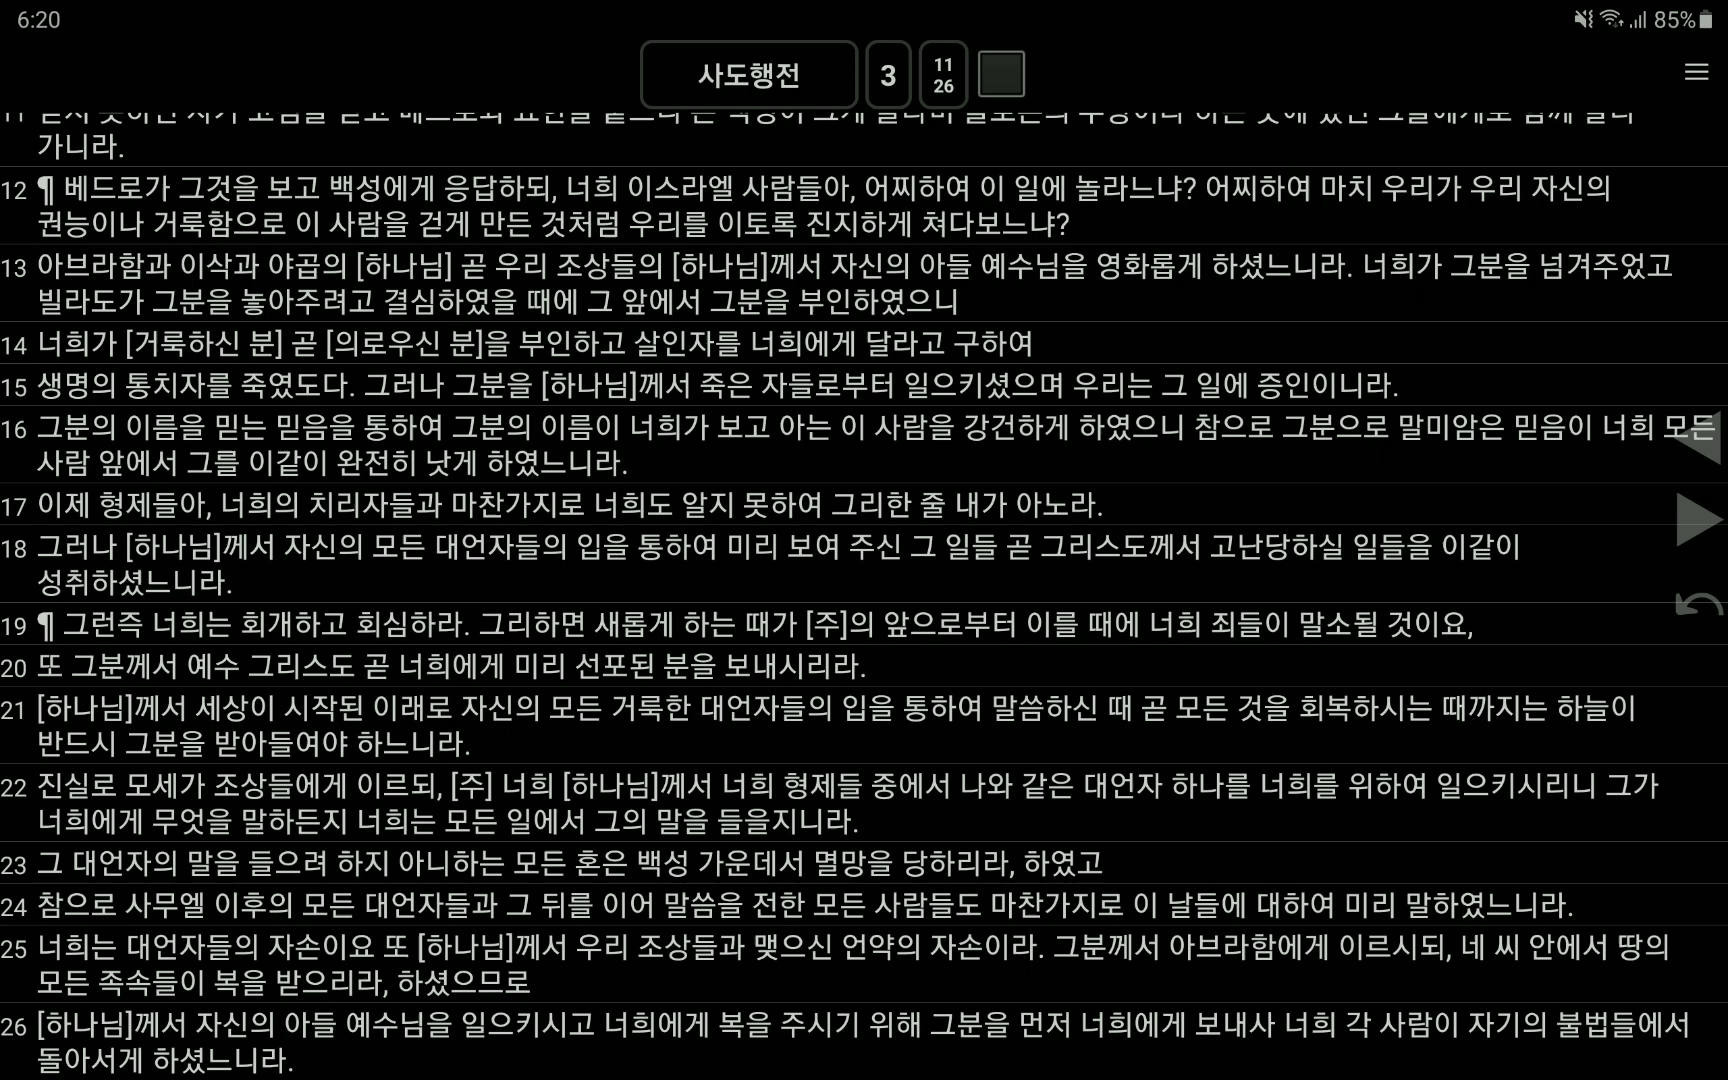 6:20
85%
사도행전
3
11
26
가니라.
12 ¶ 베드로가 그것을 보고 백성에게 응답하되, 너희 이스라엘 사람들아, 어찌하여 이 일에 놀라느냐? 어찌하여 마치 우리가 우리 자신의
권능이나 거룩함으로 이 사람을 걷게 만든 것처럼 우리를 이토록 진지하게 쳐다보느냐?
13 아브라함과 이삭과 야곱의 [하나님] 곧 우리 조상들의 [하나님]께서 자신의 아들 예수님을 영화롭게 하셨느니라. 너희가 그분을 넘겨주었고
빌라도가 그분을 놓아주려고 결심하였을 때에 그 앞에서 그분을 부인하였으니
14 너희가 [거룩하신 분] 곧 [의로우신 분]을 부인하고 살인자를 너희에게 달라고 구하여
15 생명의 통치자를 죽였도다. 그러나 그분을 [하나님]께서 죽은 자들로부터 일으키셨으며 우리는 그 일에 증인이니라.
16 그분의 이름을 믿는 믿음을 통하여 그분의 이름이 너희가 보고 아는 이 사람을 강건하게 하였으니 참으로 그분으로 말미암은 믿음이 너희 모든
사람 앞에서 그를 이같이 완전히 낫게 하였느니라.
17 이제 형제들아, 너희의 치리자들과 마찬가지로 너희도 알지 못하여 그리한 줄 내가 아노라.
18 그러나 [하나님]께서 자신의 모든 대언자들의 입을 통하여 미리 보여 주신 그 일들 곧 그리스도께서 고난당하실 일들을 이같이
성취하셨느니라.
19 ¶ 그런즉 너희는 회개하고 회심하라. 그리하면 새롭게 하는 때가 [주]의 앞으로부터 이를 때에 너희 죄들이 말소될 것이요,
20 또 그분께서 예수 그리스도 곧 너희에게 미리 선포된 분을 보내시리라.
21 [하나님]께서 세상이 시작된 이래로 자신의 모든 거룩한 대언자들의 입을 통하여 말씀하신 때 곧 모든 것을 회복하시는 때까지는 하늘이
반드시 그분을 받아들여야 하느니라.
22 진실로 모세가 조상들에게 이르되, [주] 너희 [하나님]께서 너희 형제들 중에서 나와 같은 대언자 하나를 너희를 위하여 일으키시리니 그가
너희에게 무엇을 말하든지 너희는 모든 일에서 그의 말을 들을지니라.
23 그 대언자의 말을 들으려 하지 아니하는 모든 혼은 백성 가운데서 멸망을 당하리라, 하였고
24 참으로 사무엘 이후의 모든 대언자들과 그 뒤를 이어 말씀을 전한 모든 사람들도 마찬가지로 이 날들에 대하여 미리 말하였느니라.
25 너희는 대언자들의 자손이요 또 [하나님]께서 우리 조상들과 맺으신 언약의 자손이라. 그분께서 아브라함에게 이르시되, 네 씨 안에서 땅의
모든 족속들이 복을 받으리라, 하셨으므로
26 [하나님]께서 자신의 아들 예수님을 일으키시고 너희에게 복을 주시기 위해 그분을 먼저 너희에게 보내사 너희 각 사람이 자기의 불법들에서
돌아서게 하셨느니라.